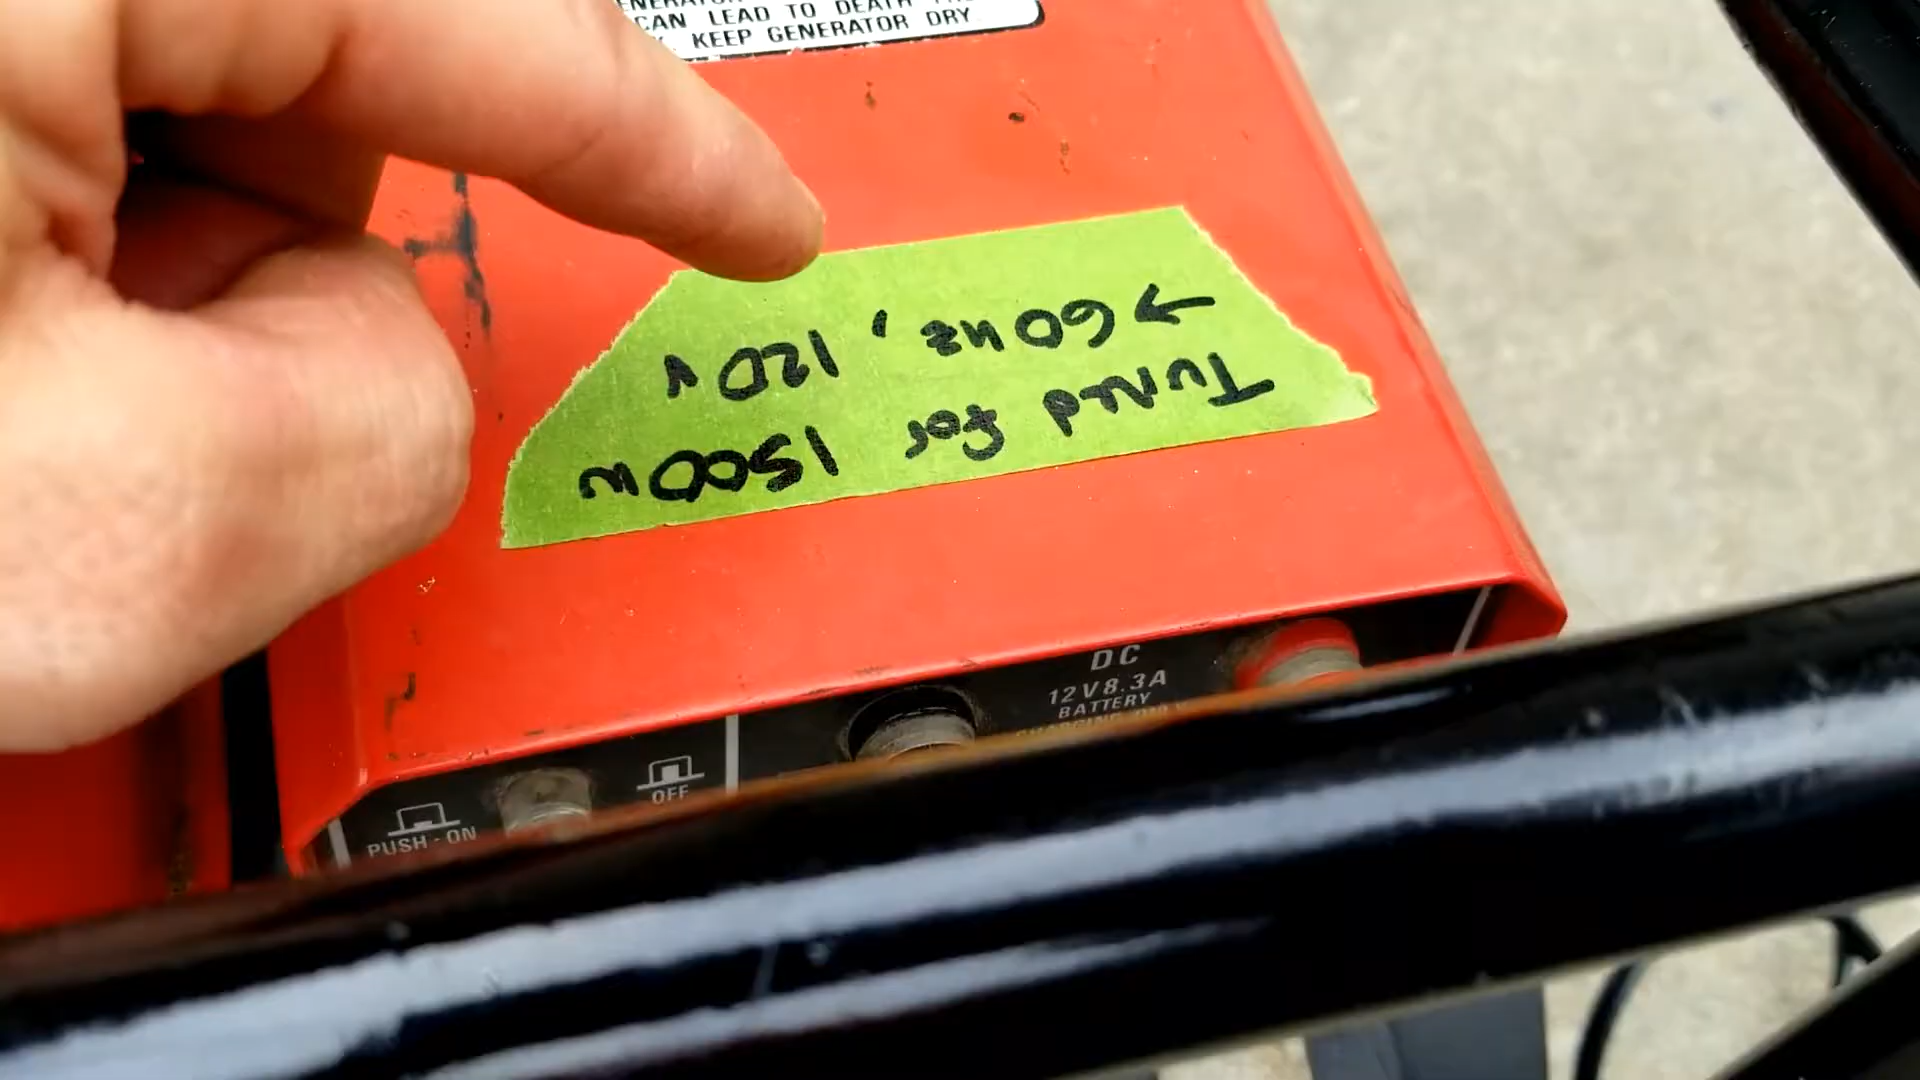 CAN LEAD TO DEATH
KEEP GENERATOR DRY.
Tuned for 1500w
→ 60Hz, 120v
DC
12V8.3A
BATTERY
OFF
PUSH-ON